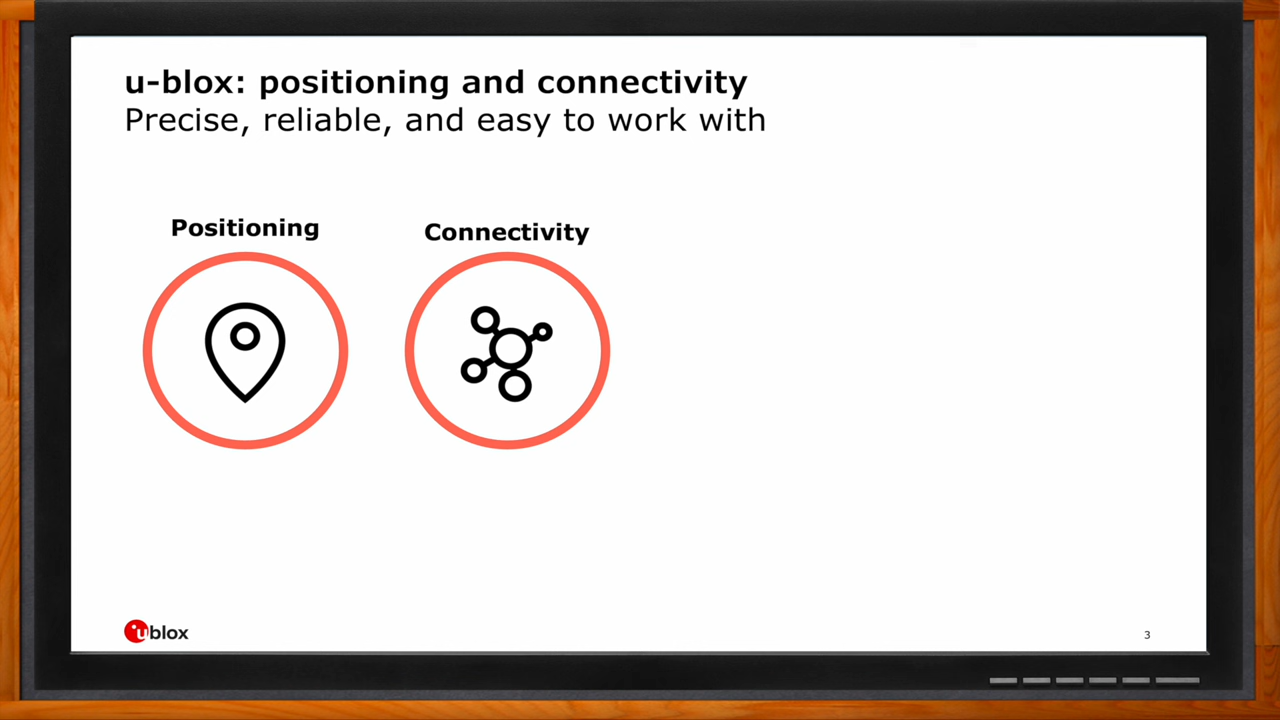 u-blox: positioning and connectivity
Precise, reliable, and easy to work with
Positioning
Connectivity
ublox
3